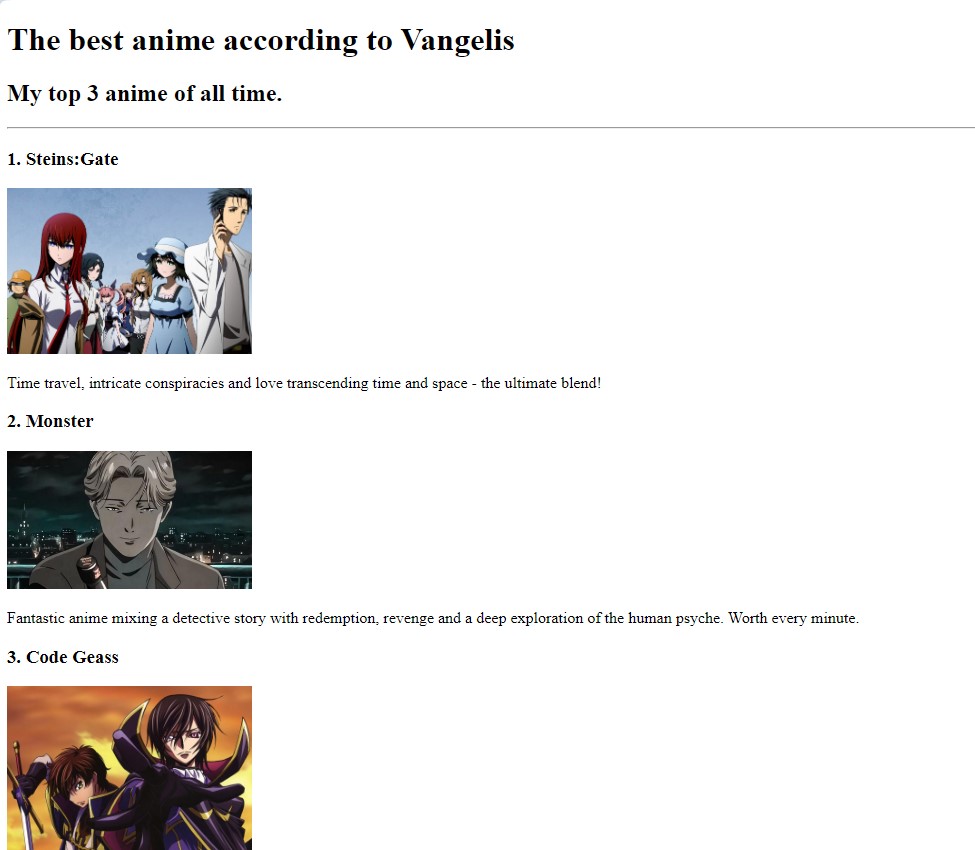 The best anime according to Vangelis
My top 3 anime of all time.
1. Steins:Gate
Time travel, intricate conspiracies and love transcending time and space - the ultimate blend!
2. Monster
Fantastic anime mixing a detective story with redemption, revenge and a deep exploration of the human psyche. Worth every minute.
3. Code Geass